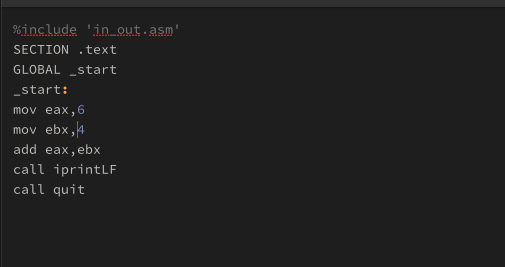 %include 'in_out.asm'
SECTION .text
GLOBAL _start
_start:
mov eax,6
mov ebx,4
add eax,ebx
call iprintLF
call quit